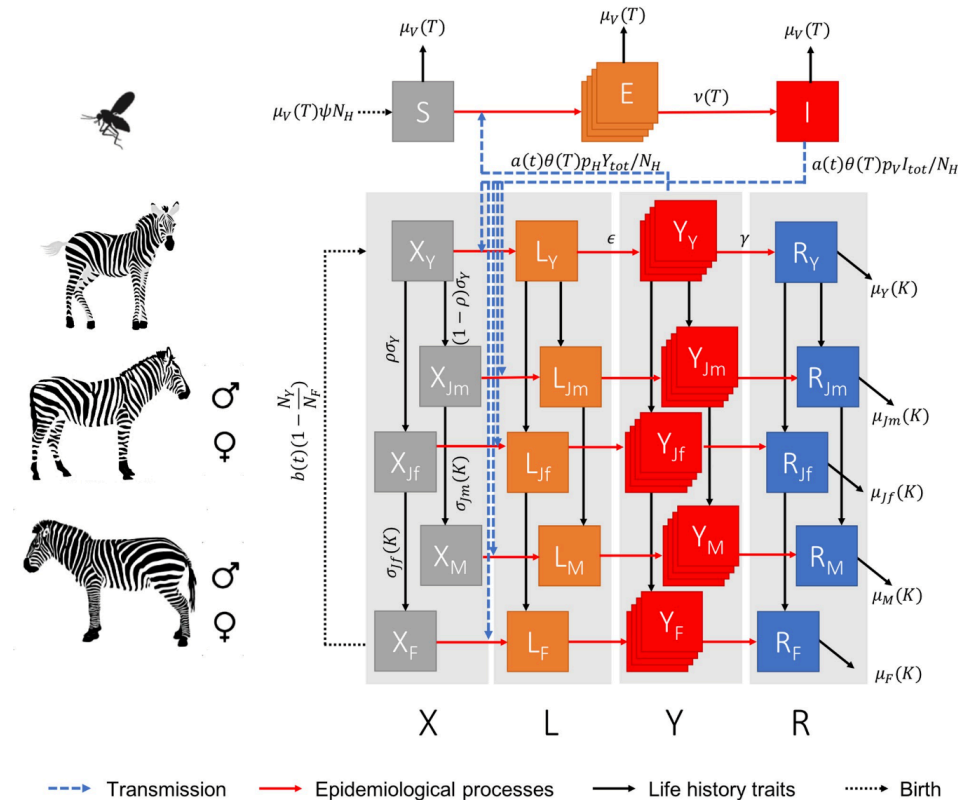 μ_V(T) μ_V(T) μ_V(T)
μ_V(T)ψN_H S E ν(T) I
a(t)θ(T)p_H Y_tot/N_H a(t)θ(T)p_V I_tot/N_H
X_Y L_Y ϵ Y_Y γ R_Y
μ_Y(K)
ρσ_Y (1 − ρ)σ_Y
♂ X_Jm L_Jm Y_Jm R_Jm
μ_Jm(K)
♀
b(t)(1 − N_Y/N_F)
X_Jf L_Jf Y_Jf R_Jf
μ_Jf(K)
σ_Jf(K) σ_Jm(K)
♂ X_M L_M Y_M R_M
μ_M(K)
♀
X_F L_F Y_F R_F
μ_F(K)
X L Y R
Transmission Epidemiological processes Life history traits Birth